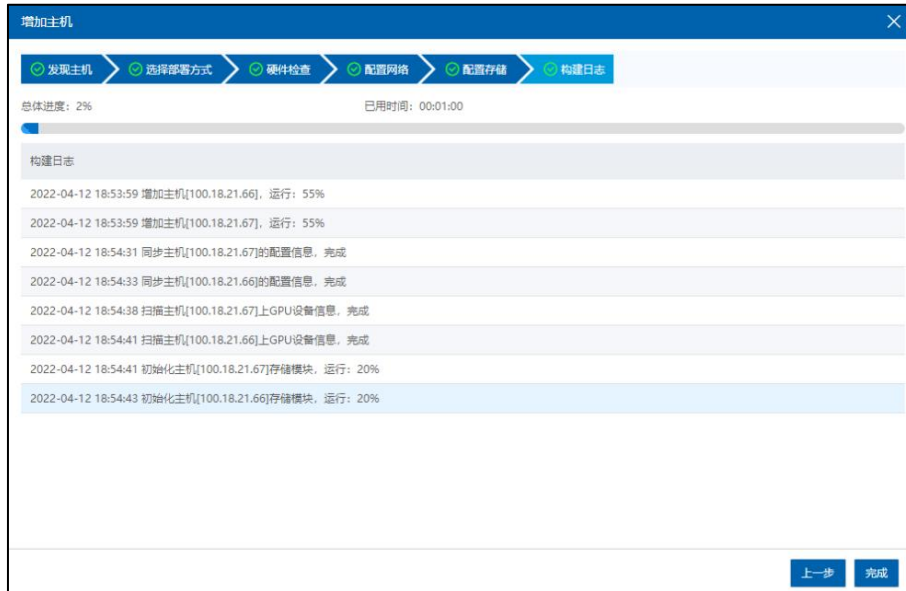 增加主机
发现主机 选择部署方式 硬件检查 配置网络 配置存储 构建日志
总体进度：2% 已用时间：00:01:00
构建日志
2022-04-12 18:53:59 增加主机[100.18.21.66]，运行：55%
2022-04-12 18:53:59 增加主机[100.18.21.67]，运行：55%
2022-04-12 18:54:31 同步主机[100.18.21.67]的配置信息，完成
2022-04-12 18:54:33 同步主机[100.18.21.66]的配置信息，完成
2022-04-12 18:54:38 扫描主机[100.18.21.67]上GPU设备信息，完成
2022-04-12 18:54:41 扫描主机[100.18.21.66]上GPU设备信息，完成
2022-04-12 18:54:41 初始化主机[100.18.21.67]存储模块，运行：20%
2022-04-12 18:54:43 初始化主机[100.18.21.66]存储模块，运行：20%
上一步 完成